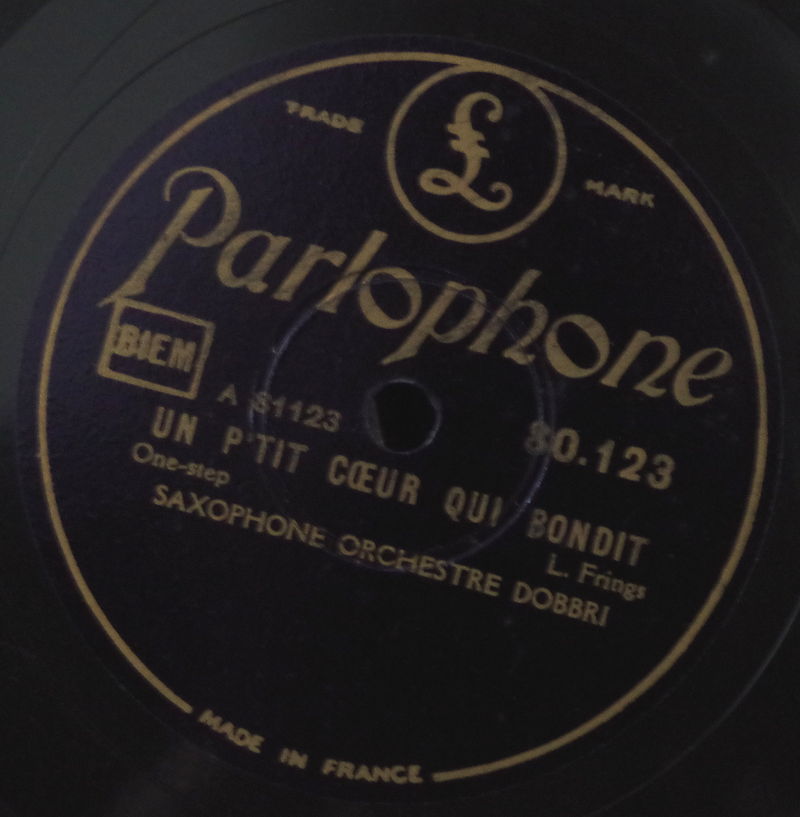 TRADE £ MARK
Parlophone
BIEM
A 81123 80.123
UN P'TIT CŒUR QUI BONDIT
One-step L. Frings
SAXOPHONE ORCHESTRE DOBBRI
MADE IN FRANCE